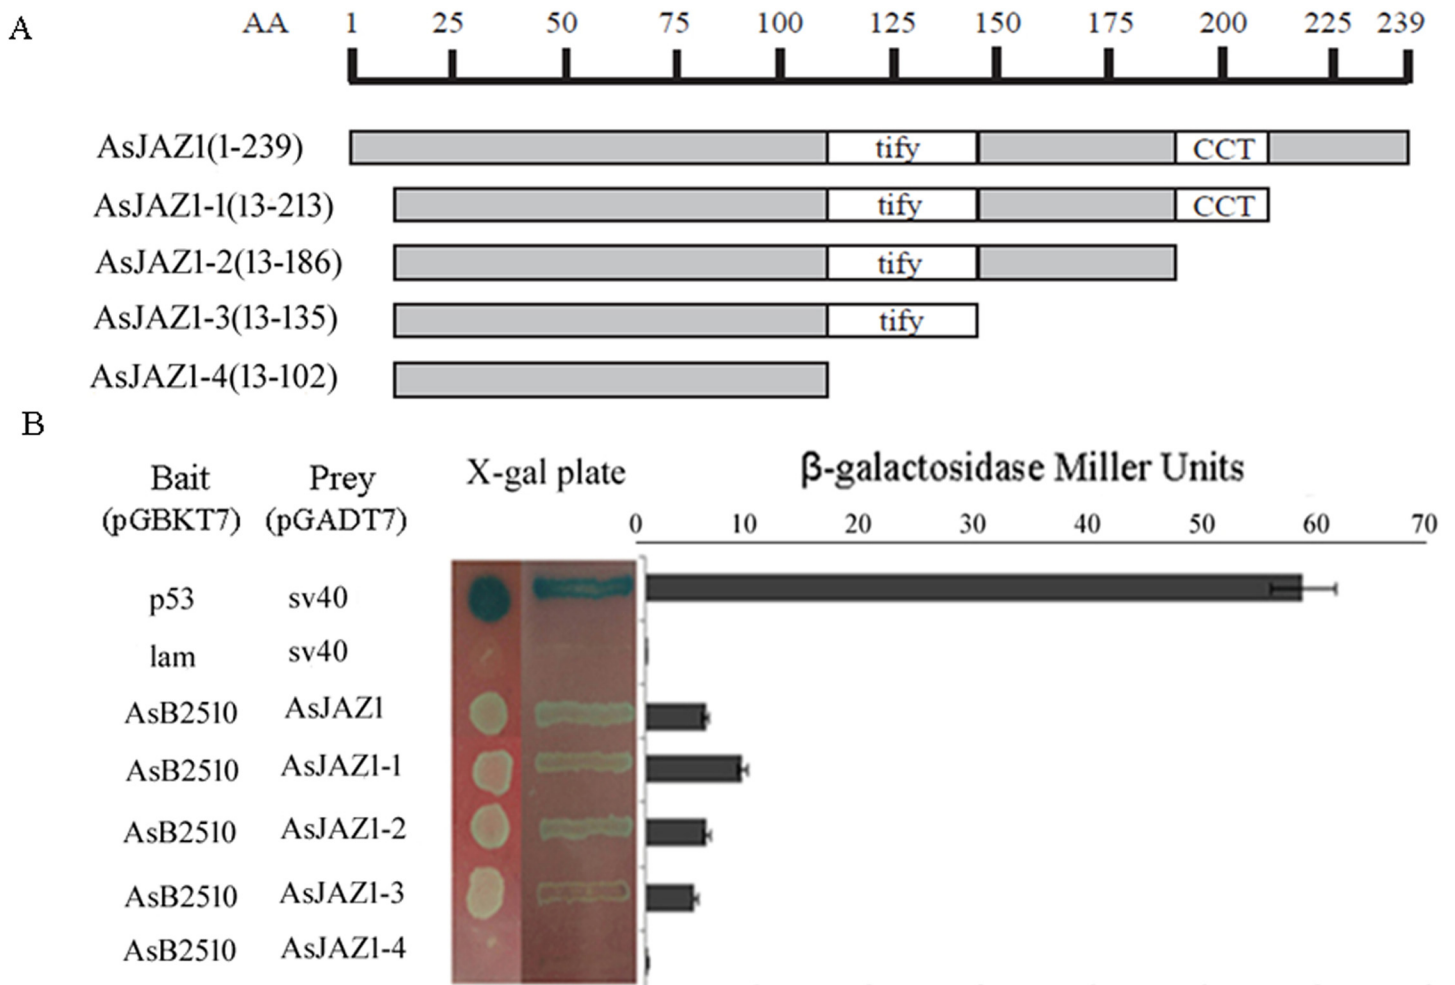 A
AA 1 25 50 75 100 125 150 175 200 225 239
AsJAZ1(1-239) tify CCT
AsJAZ1-1(13-213) tify CCT
AsJAZ1-2(13-186) tify
AsJAZ1-3(13-135) tify
AsJAZ1-4(13-102)
B
Bait Prey X-gal plate β-galactosidase Miller Units
(pGBKT7) (pGADT7) 0 10 20 30 40 50 60 70
p53 sv40
lam sv40
AsB2510 AsJAZ1
AsB2510 AsJAZ1-1
AsB2510 AsJAZ1-2
AsB2510 AsJAZ1-3
AsB2510 AsJAZ1-4